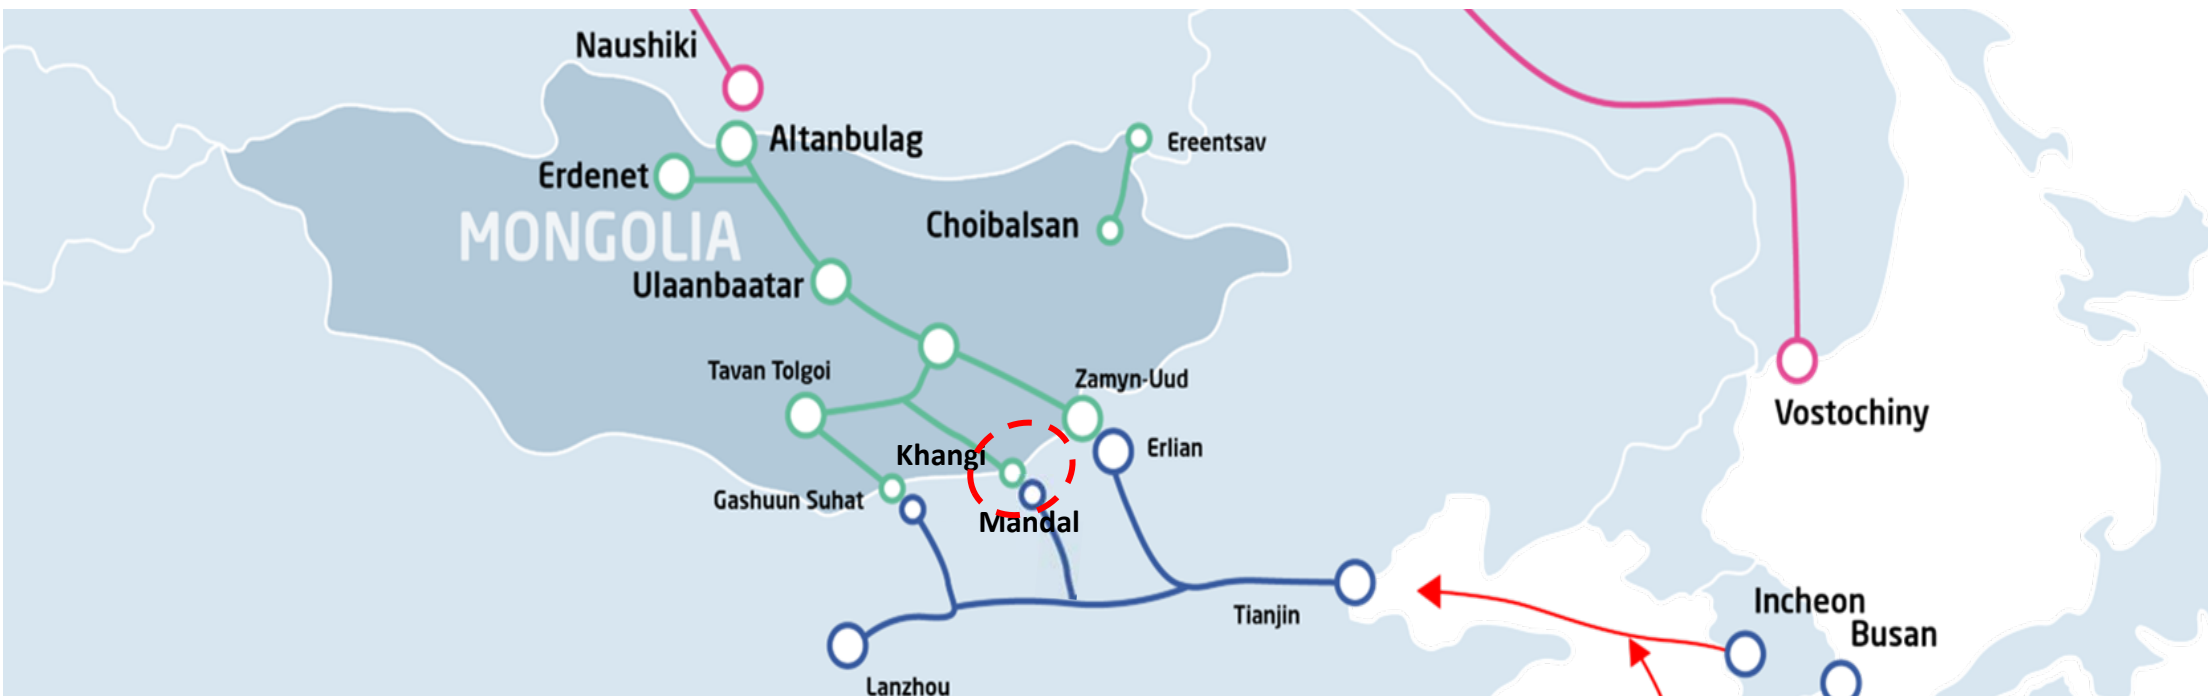 Naushiki
Altanbulag
Ereentsav
Erdenet
MONGOLIA
Choibalsan
Ulaanbaatar
Tavan Tolgoi
Zamyn-Uud
Vostochiny
Khangi
Erlian
Gashuun Suhat
Mandal
Tianjin
Incheon
Busan
Lanzhou